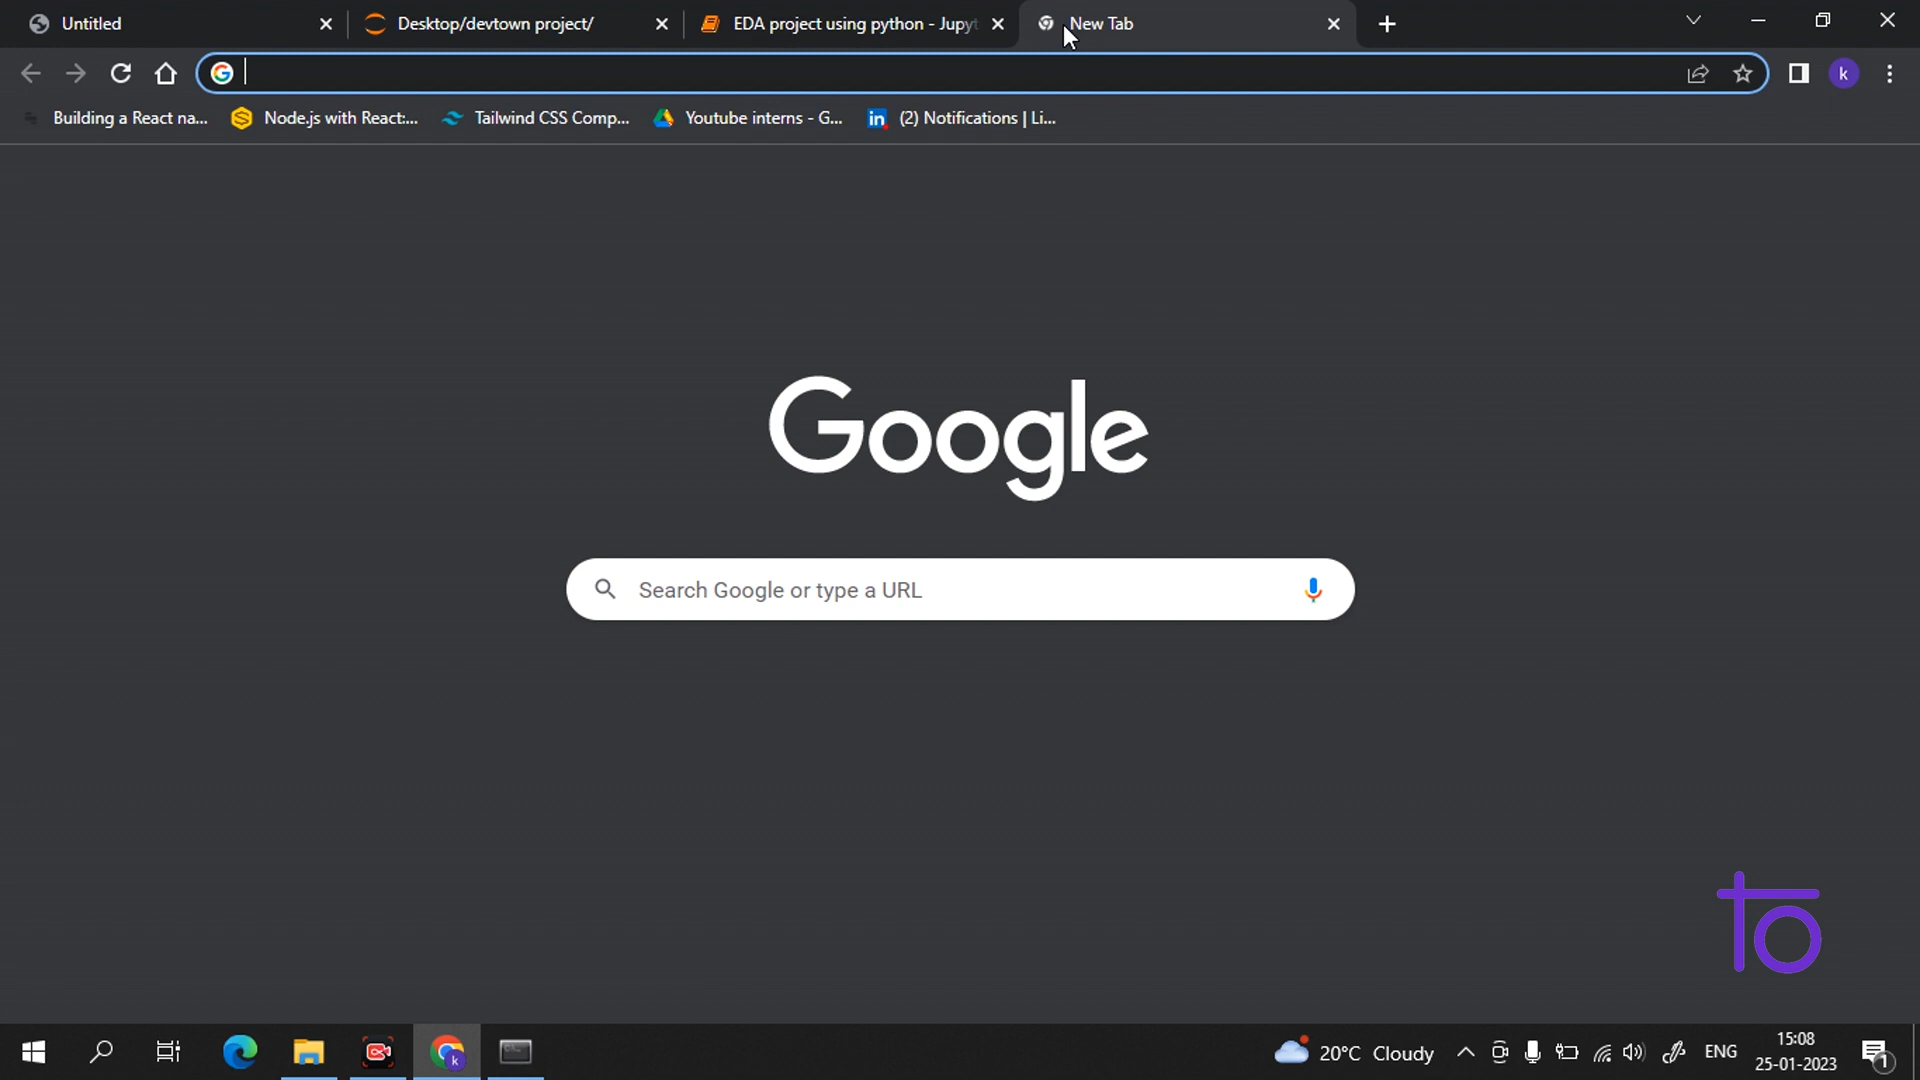 Untitled
Desktop/devtown project/
EDA project using python - Jupyt
New Tab
Building a React na...
Node.js with React:...
Tailwind CSS Comp...
Youtube interns - G...
(2) Notifications | Li...
Google
Search Google or type a URL
to
20°C Cloudy
ENG
15:08
25-01-2023
1
k